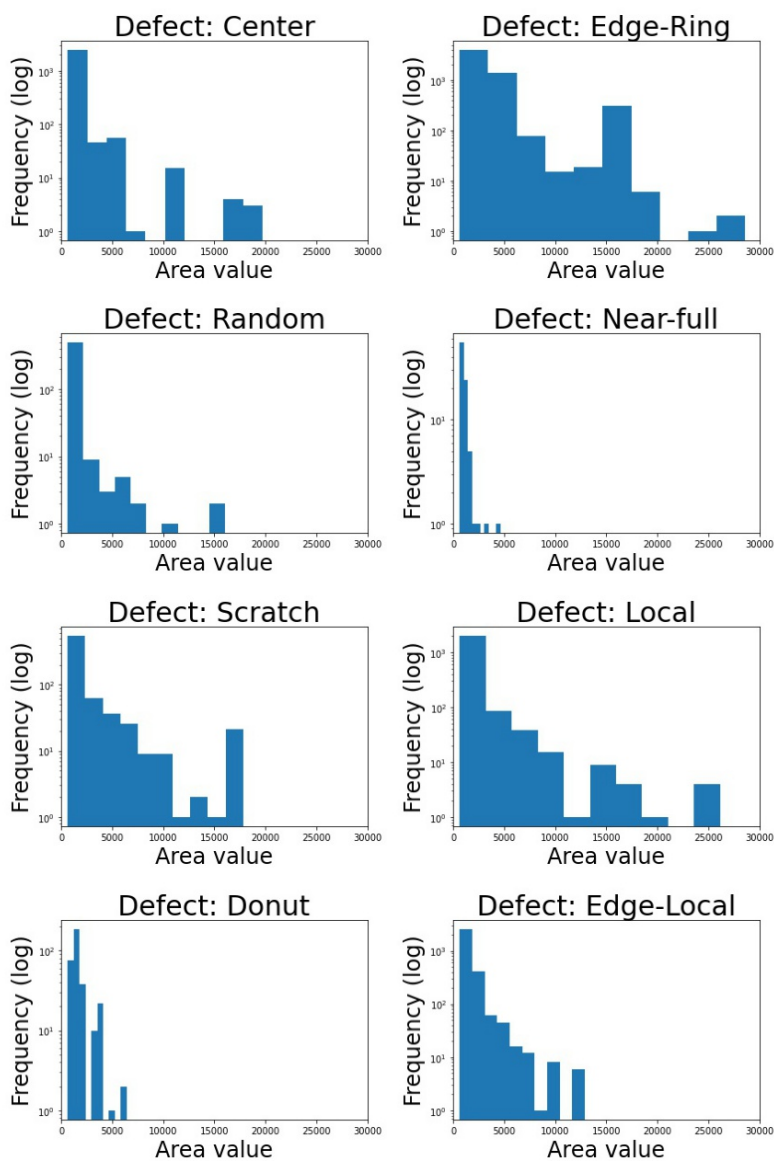 Defect: Center
Frequency (log)
10³
10²
10¹
10⁰
0 5000 10000 15000 20000 25000 30000
Area value
Defect: Edge-Ring
Frequency (log)
10³
10²
10¹
10⁰
0 5000 10000 15000 20000 25000 30000
Area value
Defect: Random
Frequency (log)
10²
10¹
10⁰
0 5000 10000 15000 20000 25000 30000
Area value
Defect: Near-full
Frequency (log)
10¹
10⁰
0 5000 10000 15000 20000 25000 30000
Area value
Defect: Scratch
Frequency (log)
10²
10¹
10⁰
0 5000 10000 15000 20000 25000 30000
Area value
Defect: Local
Frequency (log)
10³
10²
10¹
10⁰
0 5000 10000 15000 20000 25000 30000
Area value
Defect: Donut
Frequency (log)
10²
10¹
10⁰
0 5000 10000 15000 20000 25000 30000
Area value
Defect: Edge-Local
Frequency (log)
10³
10²
10¹
10⁰
0 5000 10000 15000 20000 25000 30000
Area value